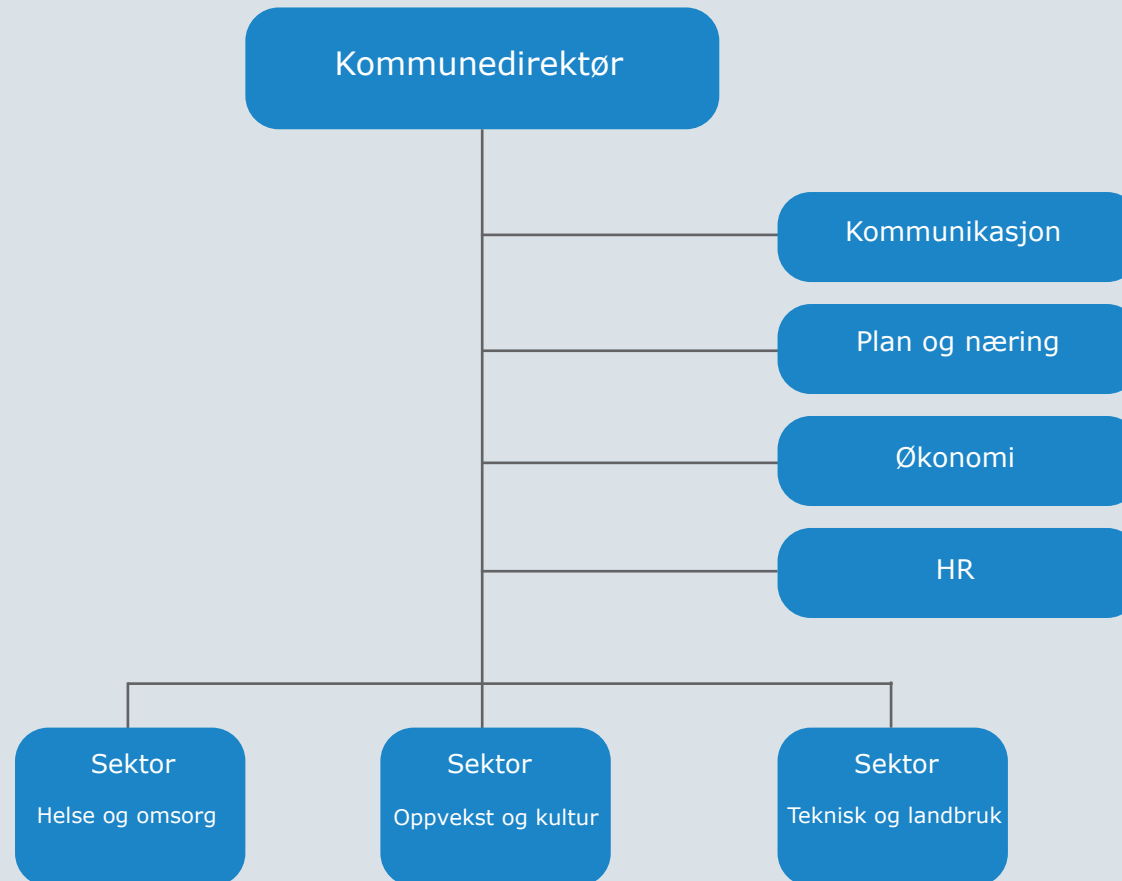 Kommunedirektør
Kommunikasjon
Plan og næring
Økonomi
HR
Sektor
Helse og omsorg
Sektor
Oppvekst og kultur
Sektor
Teknisk og landbruk